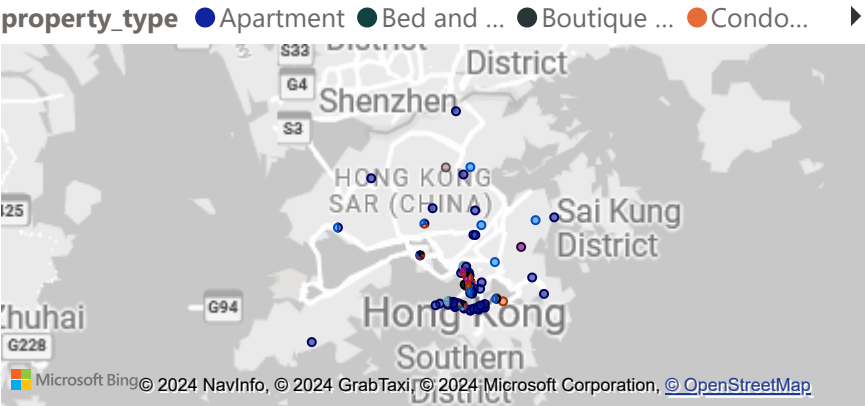 property_type Apartment Bed and ... Boutique ... Condo...
S33 District
District
G4
Shenzhen
S3
HONG KONG
SAR (CHINA)
Sai Kung
District
G94
Hong Kong
Zhuhai
G228
Southern
District
Microsoft Bing © 2024 NavInfo, © 2024 GrabTaxi, © 2024 Microsoft Corporation, © OpenStreetMap